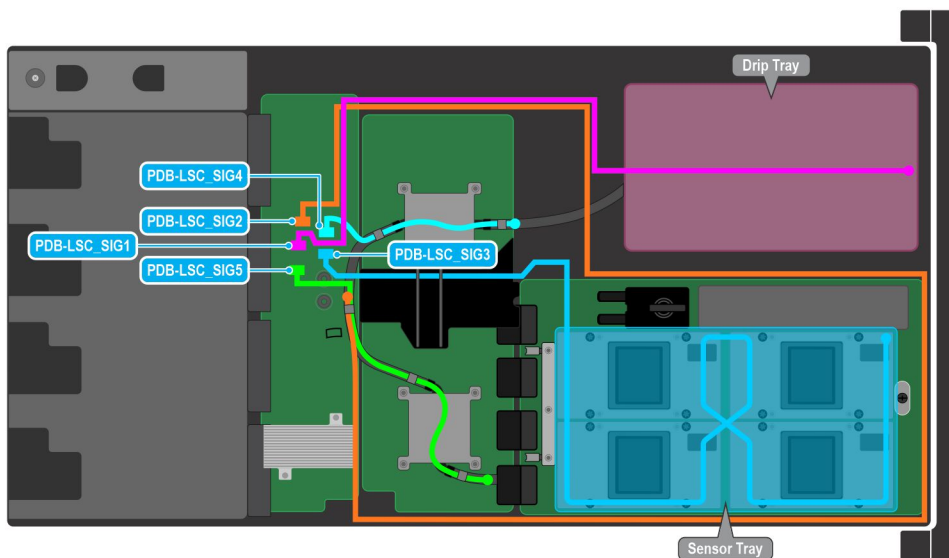 Drip Tray
PDB-LSC_SIG4
PDB-LSC_SIG2
PDB-LSC_SIG1
PDB-LSC_SIG3
PDB-LSC_SIG5
Sensor Tray